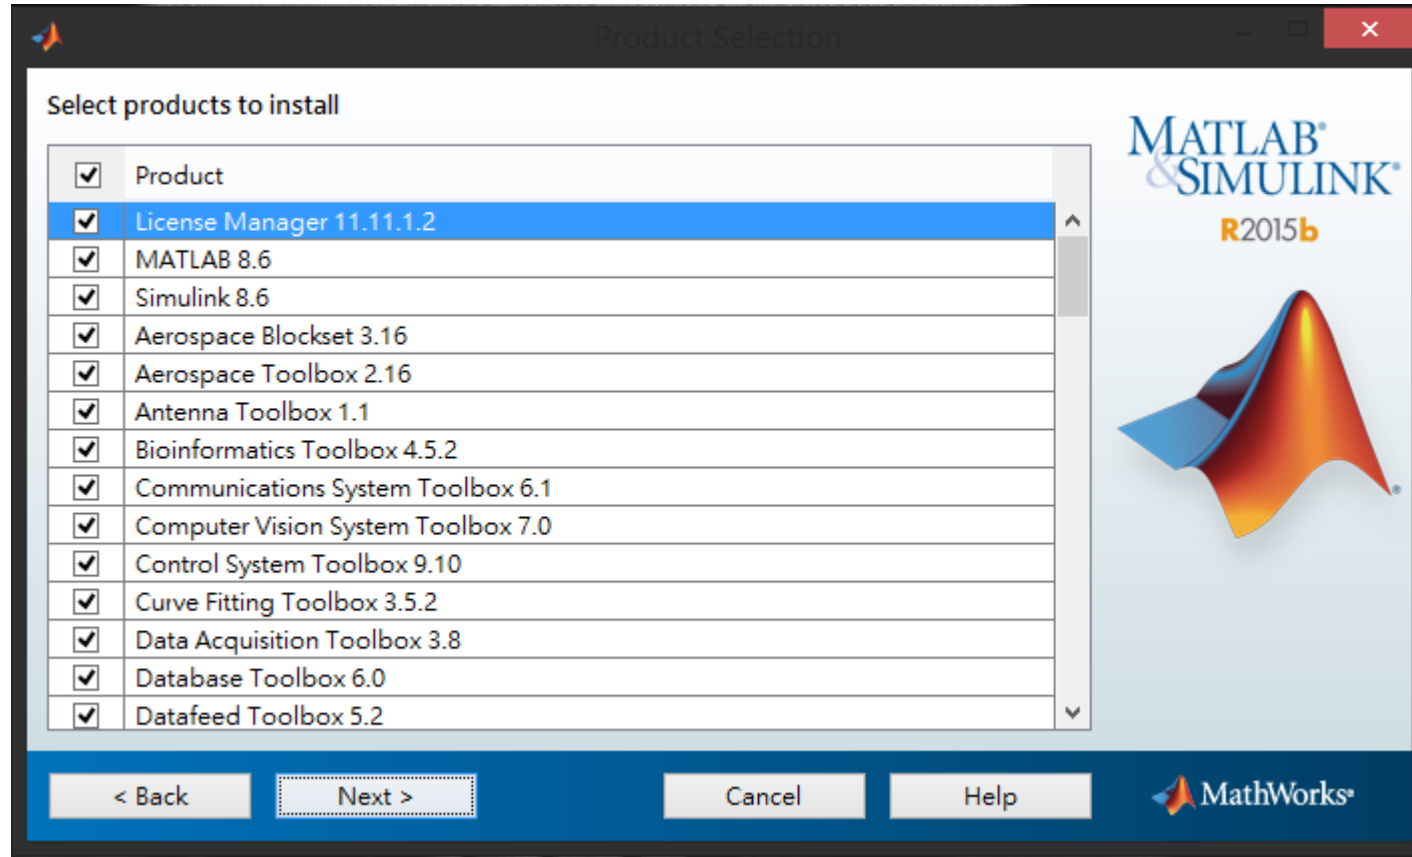 Product Selection
Select products to install
Product
License Manager 11.11.1.2
MATLAB 8.6
Simulink 8.6
Aerospace Blockset 3.16
Aerospace Toolbox 2.16
Antenna Toolbox 1.1
Bioinformatics Toolbox 4.5.2
Communications System Toolbox 6.1
Computer Vision System Toolbox 7.0
Control System Toolbox 9.10
Curve Fitting Toolbox 3.5.2
Data Acquisition Toolbox 3.8
Database Toolbox 6.0
Datafeed Toolbox 5.2
MATLAB®
&SIMULINK®
R2015b
®
< Back
Next >
Cancel
Help
MathWorks®